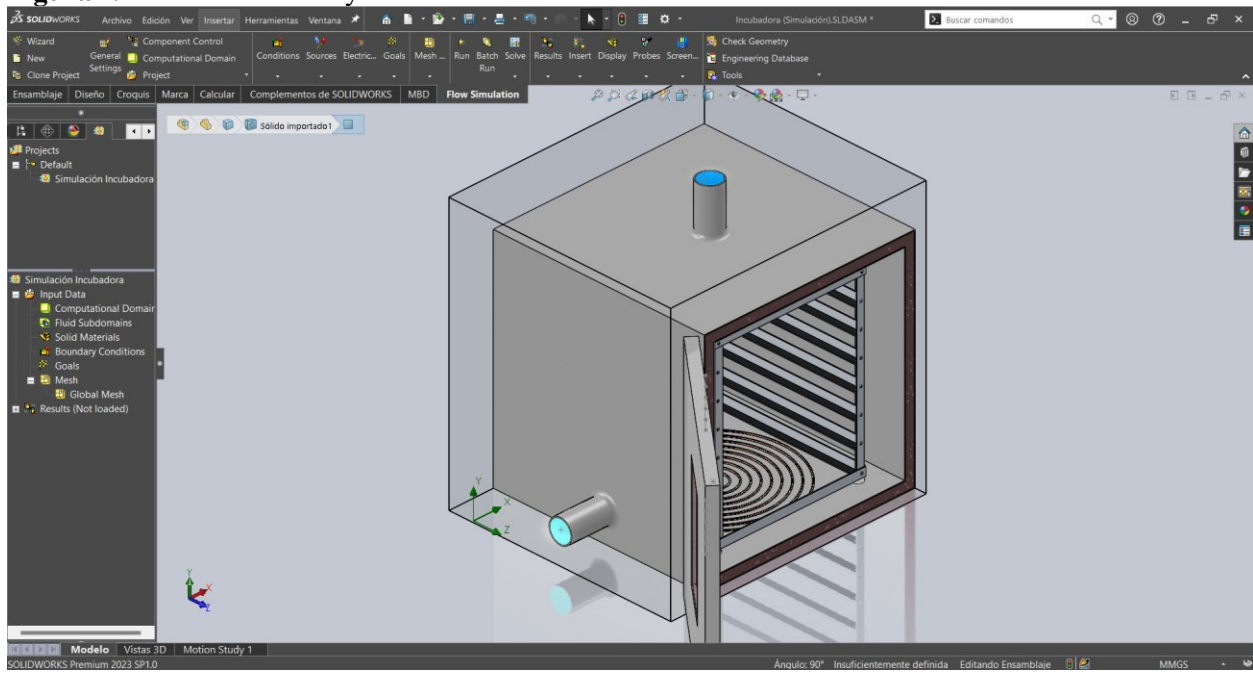 SOLIDWORKS Archivo Edición Ver Insertar Herramientas Ventana Incubadora (Simulación).SLDASM * Buscar comandos
Wizard
New
Clone Project
General Settings
Component Control
Computational Domain
Project
Conditions Sources Electric... Goals Mesh ... Run Batch Run Solve Results Insert Display Probes Screen...
Check Geometry
Engineering Database
Tools
Ensamblaje Diseño Croquis Marca Calcular Complementos de SOLIDWORKS MBD Flow Simulation
Sólido importado1
Projects
Default
Simulación Incubadora
Simulación Incubadora
Input Data
Computational Domair
Fluid Subdomains
Solid Materials
Boundary Conditions
Goals
Mesh
Global Mesh
Results (Not loaded)
Y
X
Z
Y
X
Z
Modelo Vistas 3D Motion Study 1
SOLIDWORKS Premium 2023 SP1.0 Ángulo: 90° Insuficientemente definida Editando Ensamblaje MMGS